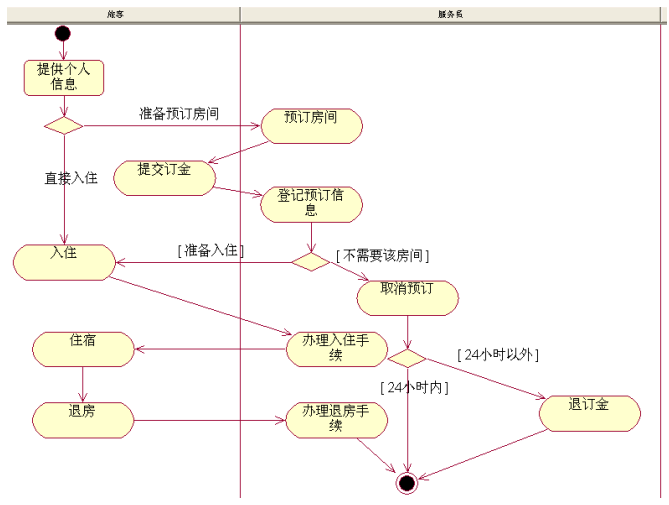 旅客
服务员
提供个人
信息
准备预订房间
预订房间
直接入住
提交订金
登记预订信
息
入住
[ 准备入住 ]
[ 不需要该房间 ]
取消预订
住宿
办理入住手
续
[ 24小时以外 ]
[ 24小时内 ]
退房
办理退房手
续
退订金